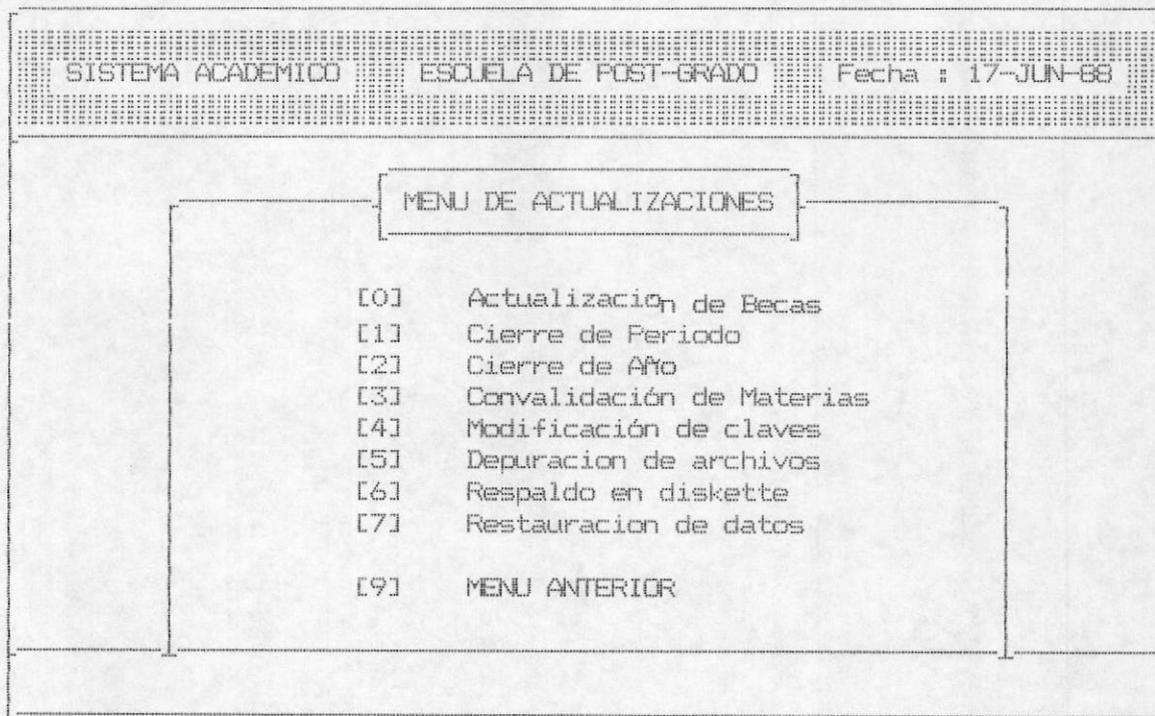 SISTEMA ACADEMICO ESCUELA DE POST-GRADO Fecha : 17-JUN-88
MENU DE ACTUALIZACIONES
[0] Actualizacion de Becas
[1] Cierre de Periodo
[2] Cierre de Año
[3] Convalidación de Materias
[4] Modificación de claves
[5] Depuracion de archivos
[6] Respaldo en diskette
[7] Restauracion de datos
[9] MENU ANTERIOR